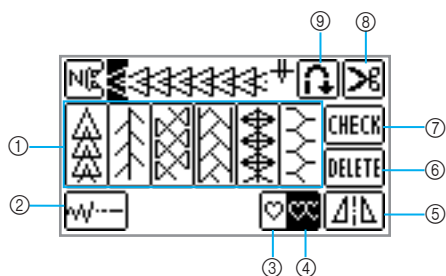 ⑨ ⑧
N
CHECK
DELETE
① ⑦
⑥
② ⑤
③ ④